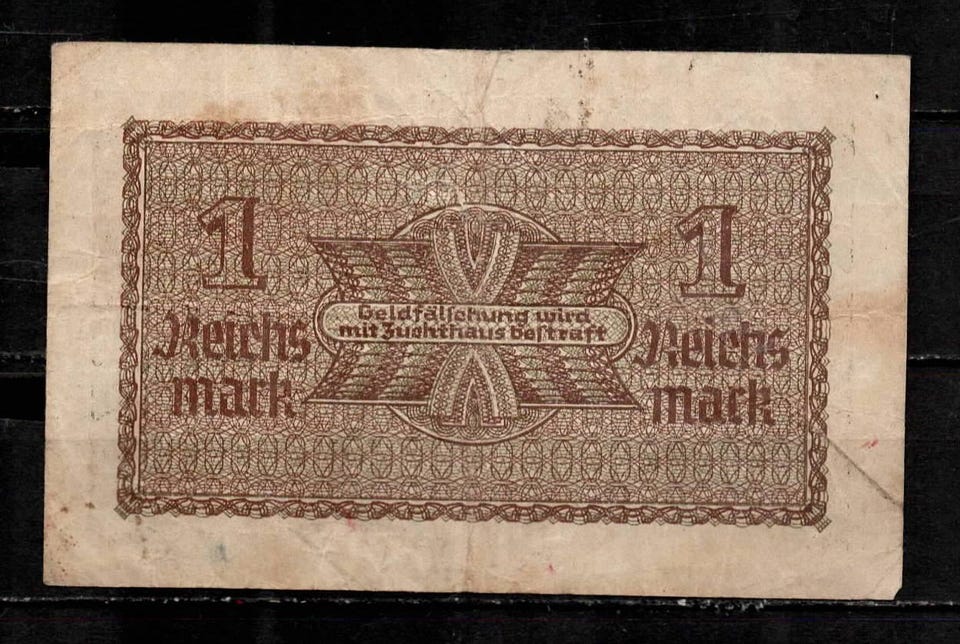 1
Reichs
mark
Geldfälschung wird
mit Zuchthaus bestraft
1
Reichs
mark